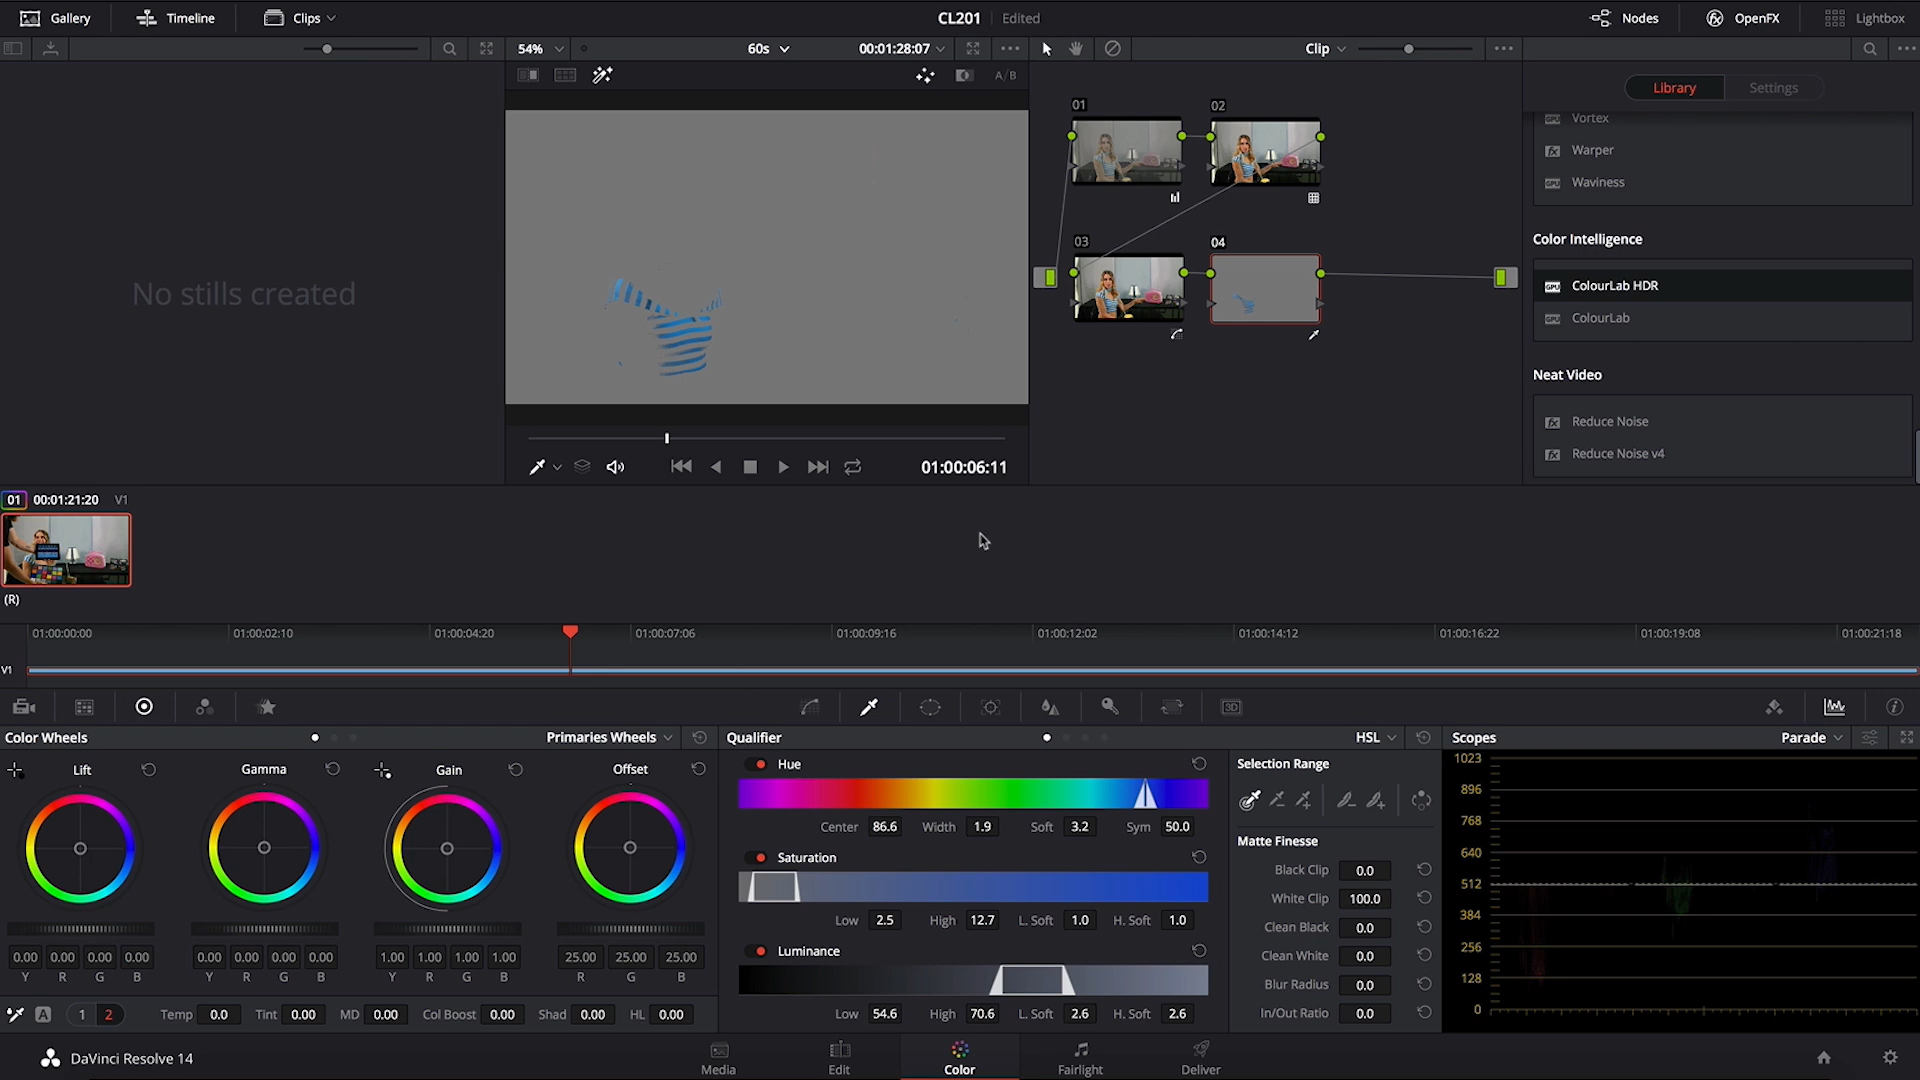 Gallery
Timeline
Clips
CL201
Edited
Nodes
OpenFX
Lightbox
54%
60s
00:01:28:07
Clip
A/B
Library
Settings
No stills created
01
02
03
04
Vortex
Warper
Waviness
Color Intelligence
ColourLab HDR
ColourLab
Neat Video
Reduce Noise
Reduce Noise v4
01:00:06:11
01 00:01:21:20 V1
(R)
01:00:00:00 01:00:02:10 01:00:04:20 01:00:07:06 01:00:09:16 01:00:12:02 01:00:14:12 01:00:16:22 01:00:19:08 01:00:21:18
V1
3D
Color Wheels
Primaries Wheels
Lift
Gamma
Gain
Offset
0.00 0.00 0.00 0.00
Y R G B
0.00 0.00 0.00 0.00
Y R G B
1.00 1.00 1.00 1.00
Y R G B
25.00 25.00 25.00
R G B
A 1 2 Temp 0.0 Tint 0.00 MD 0.00 Col Boost 0.00 Shad 0.00 HL 0.00
Qualifier
HSL
Hue
Center 86.6 Width 1.9 Soft 3.2 Sym 50.0
Saturation
Low 2.5 High 12.7 L. Soft 1.0 H. Soft 1.0
Luminance
Low 54.6 High 70.6 L. Soft 2.6 H. Soft 2.6
Selection Range
Matte Finesse
Black Clip 0.0
White Clip 100.0
Clean Black 0.0
Clean White 0.0
Blur Radius 0.0
In/Out Ratio 0.0
Scopes
Parade
1023
896
768
640
512
384
256
128
0
DaVinci Resolve 14
Media
Edit
Color
Fairlight
Deliver